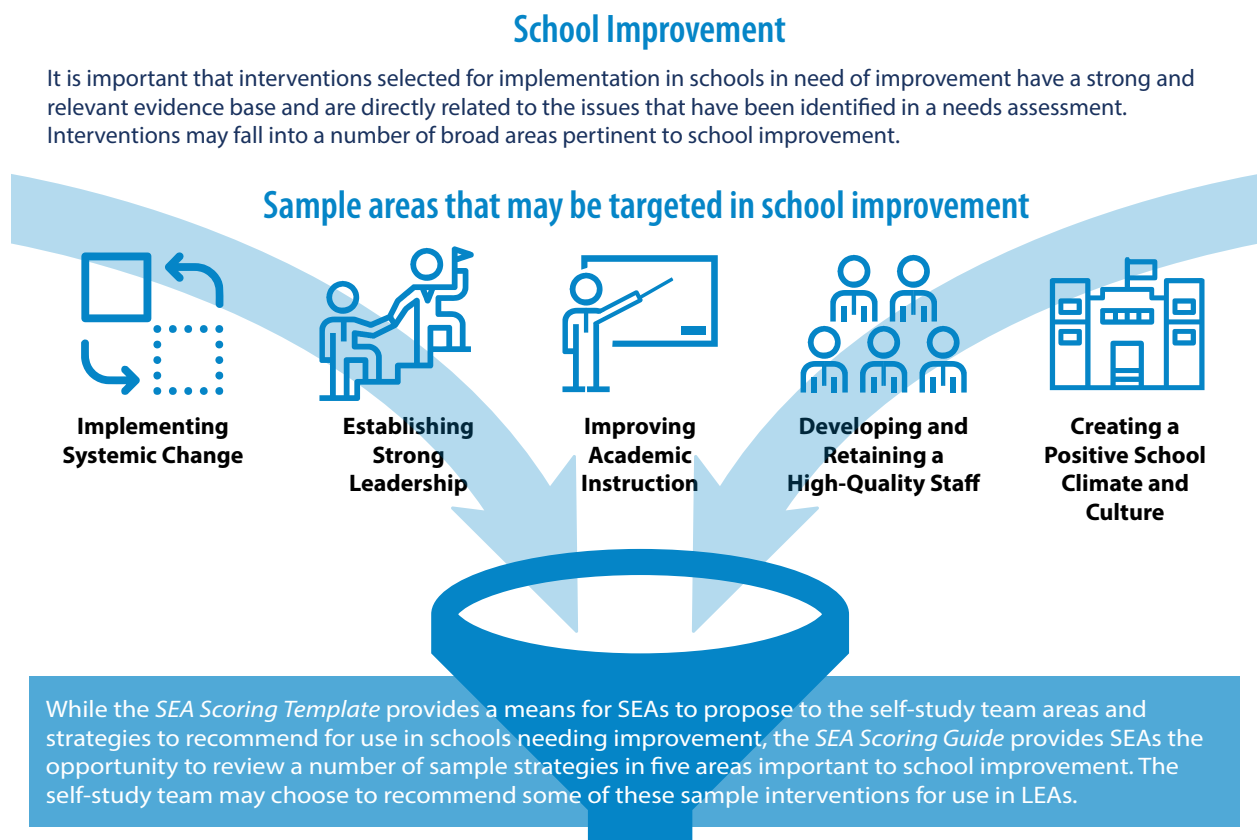 School Improvement
It is important that interventions selected for implementation in schools in need of improvement have a strong and
relevant evidence base and are directly related to the issues that have been identified in a needs assessment.
Interventions may fall into a number of broad areas pertinent to school improvement.
Sample areas that may be targeted in school improvement
Implementing
Systemic Change
Establishing
Strong
Leadership
Improving
Academic
Instruction
Developing and
Retaining a
High-Quality Staff
Creating a
Positive School
Climate and
Culture
While the SEA Scoring Template provides a means for SEAs to propose to the self-study team areas and
strategies to recommend for use in schools needing improvement, the SEA Scoring Guide provides SEAs the
opportunity to review a number of sample strategies in five areas important to school improvement. The
self-study team may choose to recommend some of these sample interventions for use in LEAs.